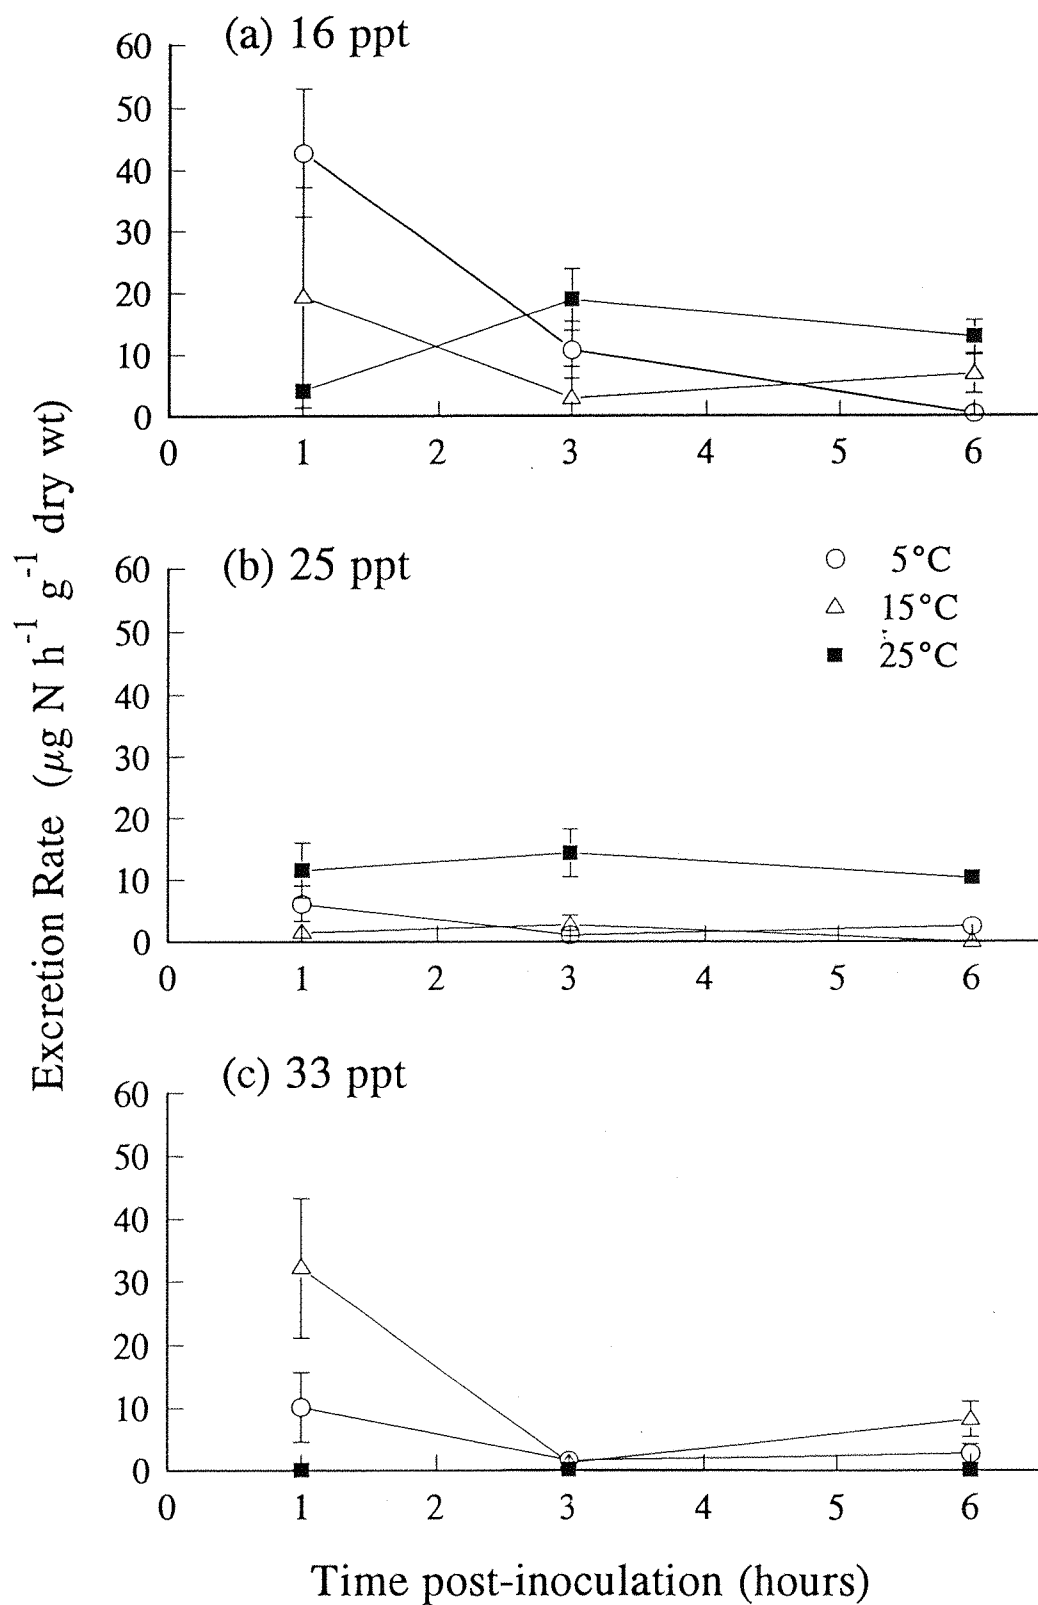 (a) 16 ppt
60
50
40
30
20
10
0
0 1 2 3 4 5 6
Excretion Rate (μg N h⁻¹ g⁻¹ dry wt)
(b) 25 ppt
5°C
15°C
25°C
60
50
40
30
20
10
0
0 1 2 3 4 5 6
(c) 33 ppt
60
50
40
30
20
10
0
0 1 2 3 4 5 6
Time post-inoculation (hours)